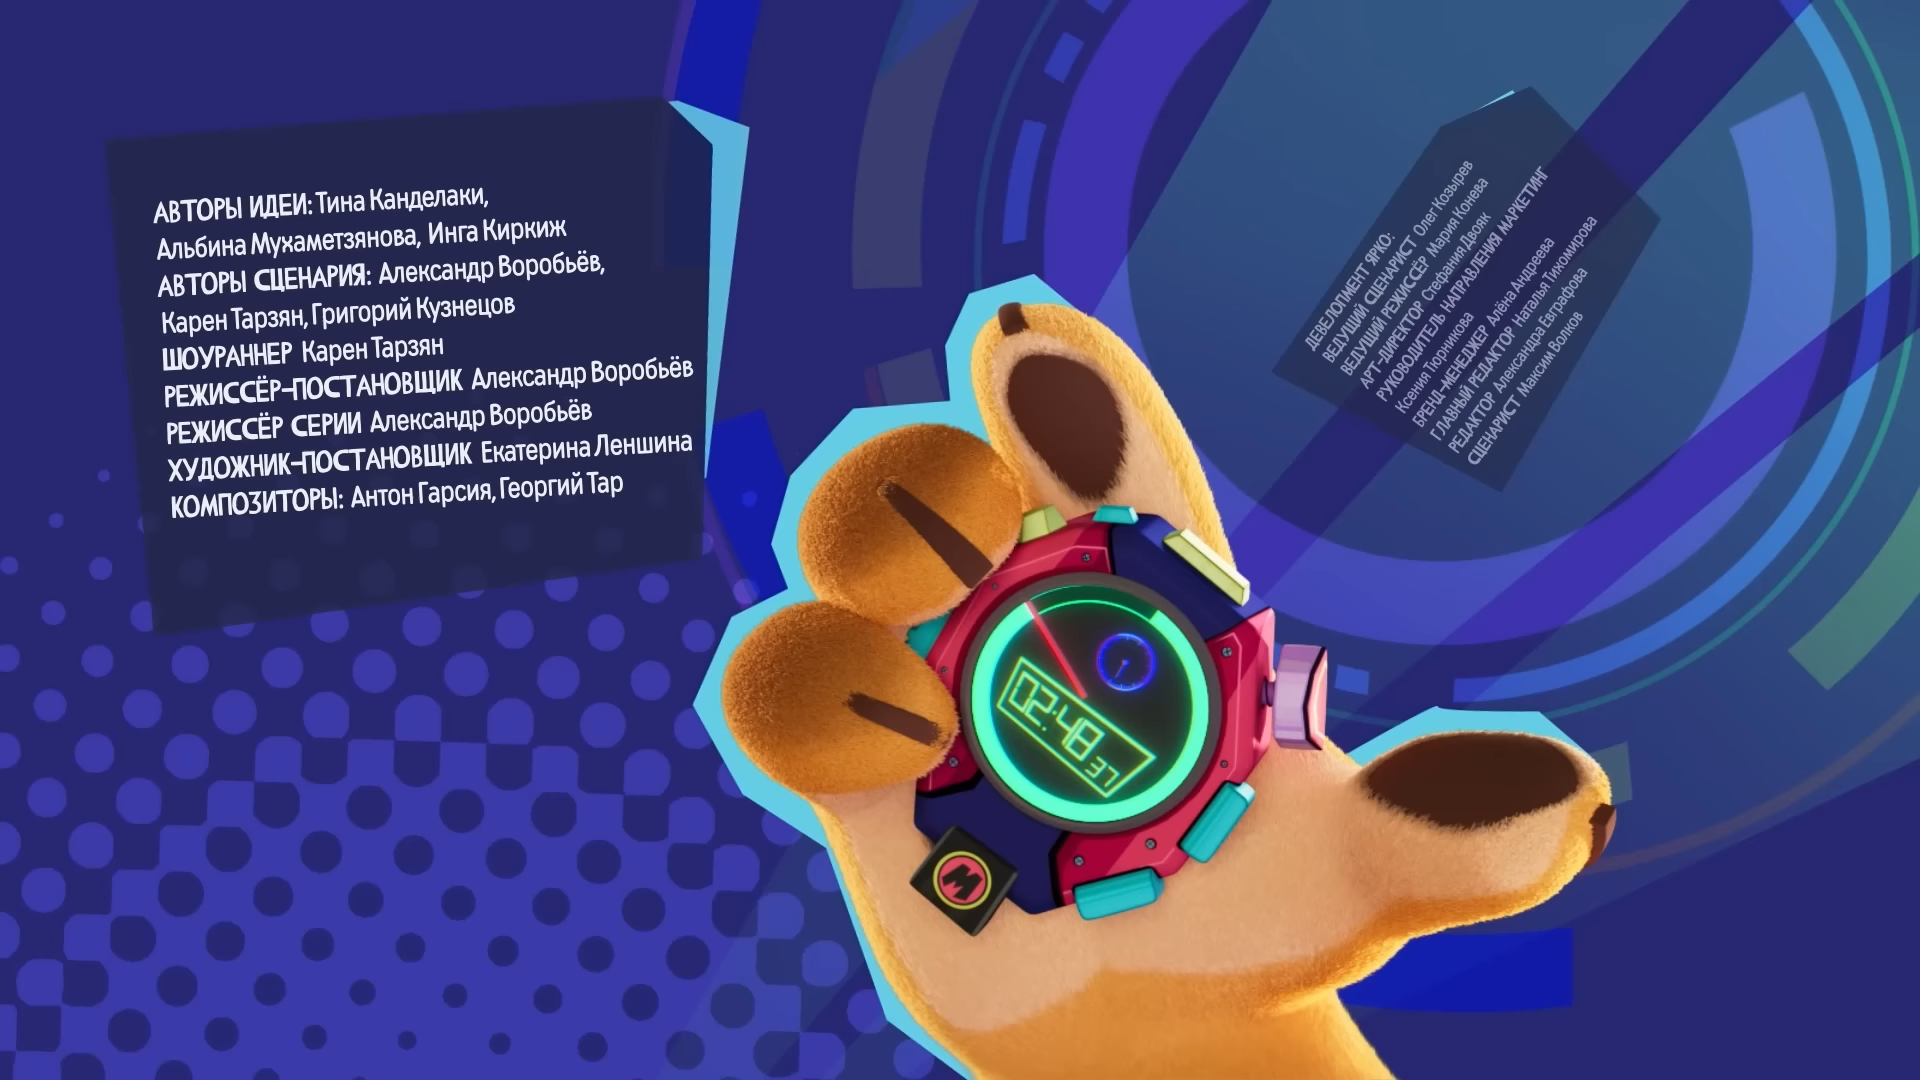 АВТОРЫ ИДЕИ: Тина Канделаки,
Альбина Мухаметзянова, Инга Киркиж
АВТОРЫ СЦЕНАРИЯ: Александр Воробьёв,
Карен Тарзян, Григорий Кузнецов
ШОУРАННЕР Карен Тарзян
РЕЖИССЁР-ПОСТАНОВЩИК Александр Воробьёв
РЕЖИССЁР СЕРИИ Александр Воробьёв
ХУДОЖНИК-ПОСТАНОВЩИК Екатерина Леншина
КОМПОЗИТОРЫ: Антон Гарсия, Георгий Тар
ДЕВЕЛОПМЕНТ ЯРКО:
ВЕДУЩИЙ СЦЕНАРИСТ Олег Козырев
ВЕДУЩИЙ РЕЖИССЁР Мария Конева
АРТ-ДИРЕКТОР Стефания Двояк
РУКОВОДИТЕЛЬ НАПРАВЛЕНИЯ МАРКЕТИНГ
Ксения Тюрникова
БРЕНД-МЕНЕДЖЕР Алёна Андреева
ГЛАВНЫЙ РЕДАКТОР Наталья Тихомирова
РЕДАКТОР Александра Евграфова
СЦЕНАРИСТ Максим Волков
02:48 37
М